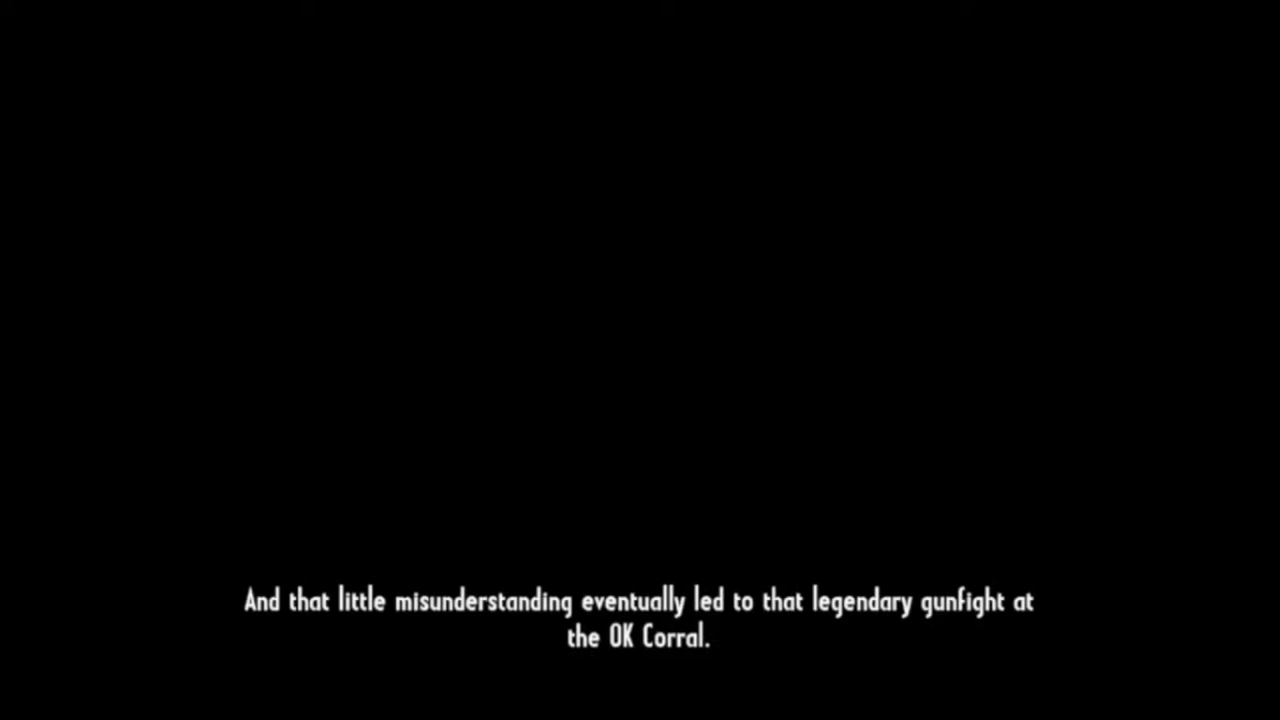 And that little misunderstanding eventually led to that legendary gunfight at
the OK Corral.